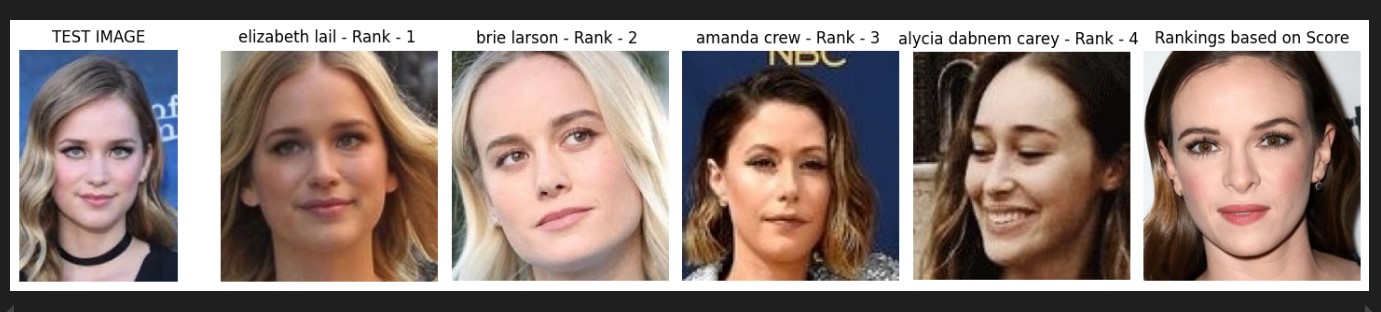 TEST IMAGE
elizabeth lail - Rank - 1
brie larson - Rank - 2
amanda crew - Rank - 3
alycia dabnem carey - Rank - 4
Rankings based on Score
of
NBC